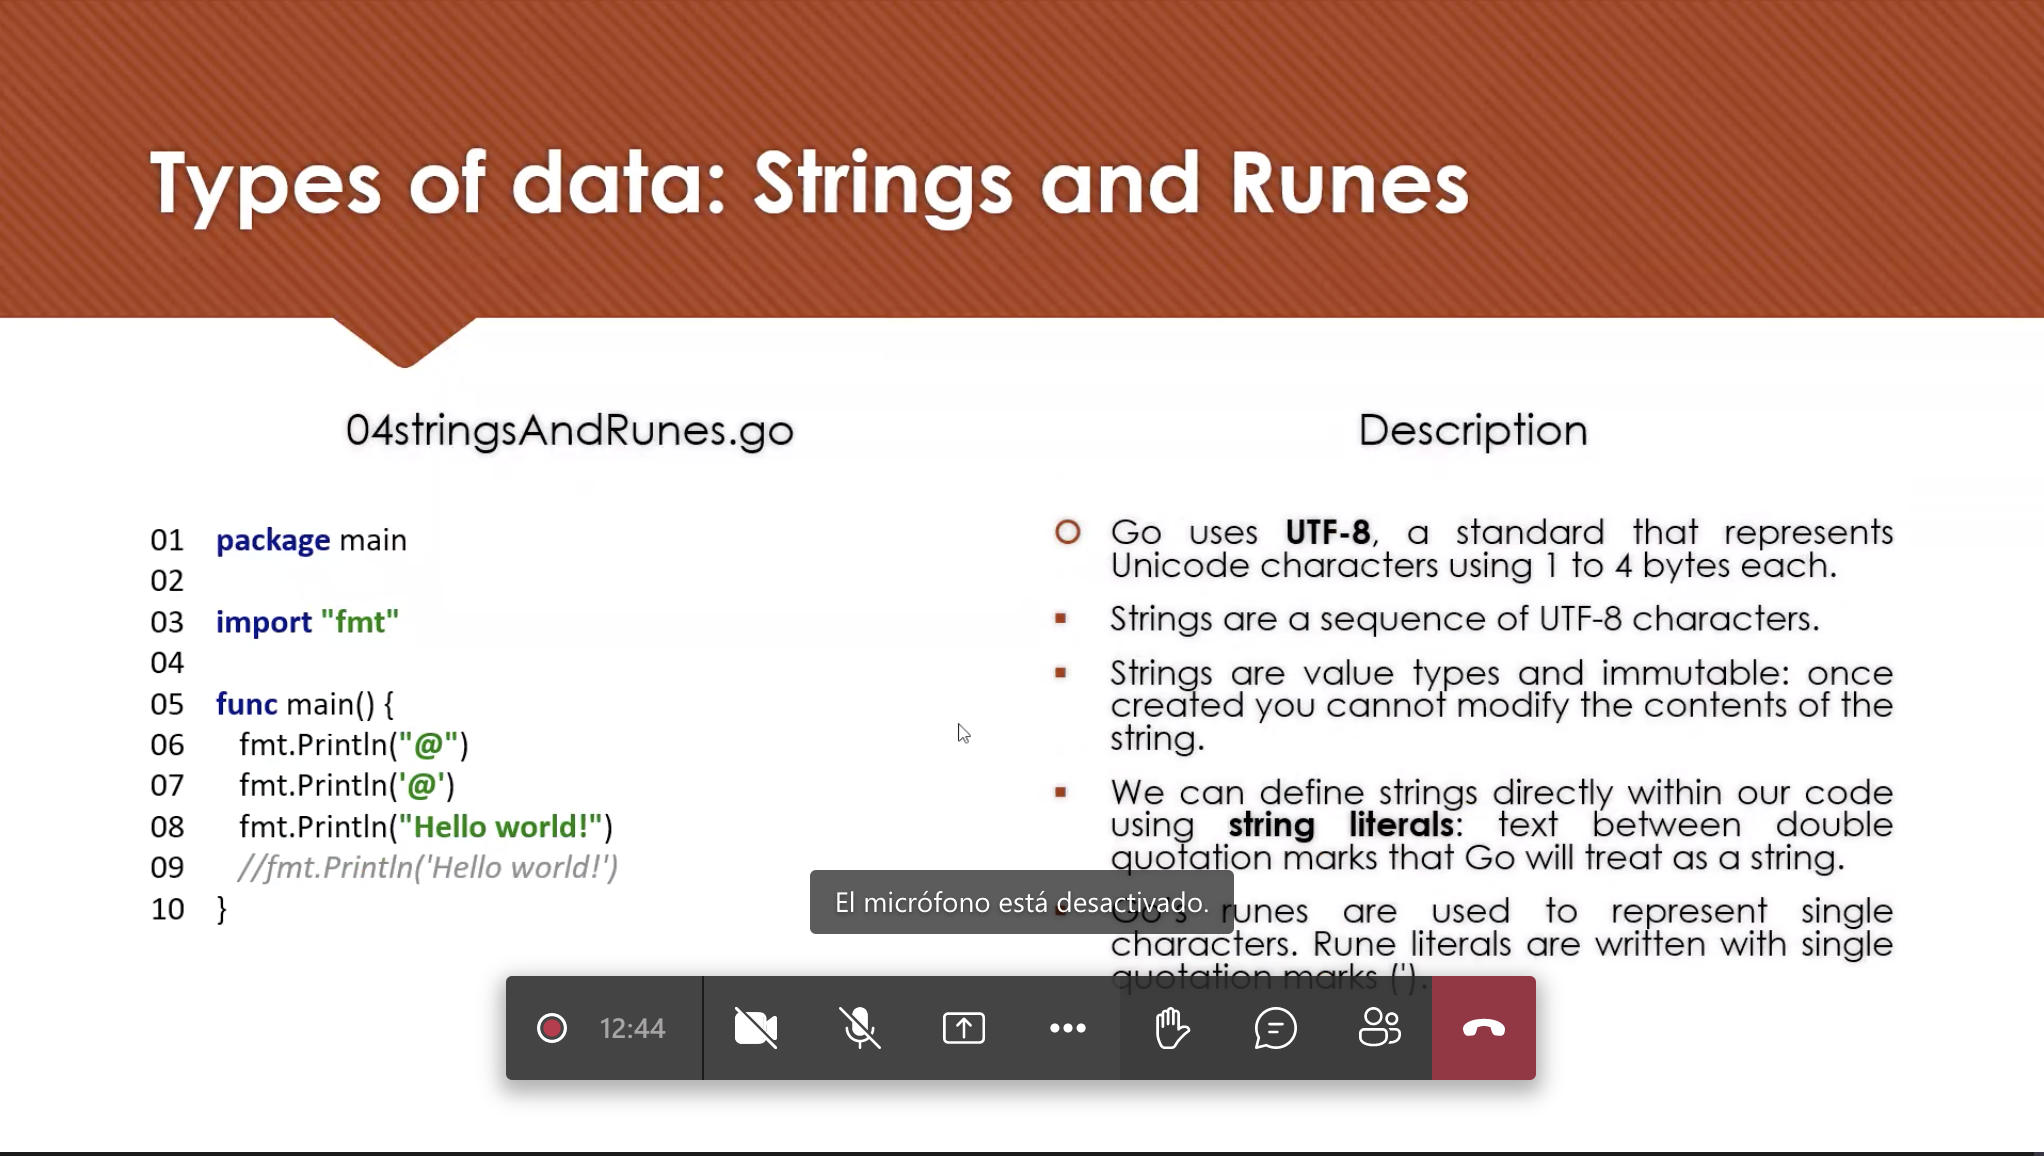 Types of data: Strings and Runes
04stringsAndRunes.go
01 package main
02
03 import "fmt"
04
05 func main() {
06 fmt.Println("@")
07 fmt.Println('@')
08 fmt.Println("Hello world!")
09 //fmt.Println('Hello world!')
10 }
Description
Go uses UTF-8, a standard that represents
Unicode characters using 1 to 4 bytes each.
Strings are a sequence of UTF-8 characters.
Strings are value types and immutable: once
created you cannot modify the contents of the
string.
We can define strings directly within our code
using string literals: text between double
quotation marks that Go will treat as a string.
Go's runes are used to represent single
characters. Rune literals are written with single
quotation marks (').
El micrófono está desactivado.
12:44